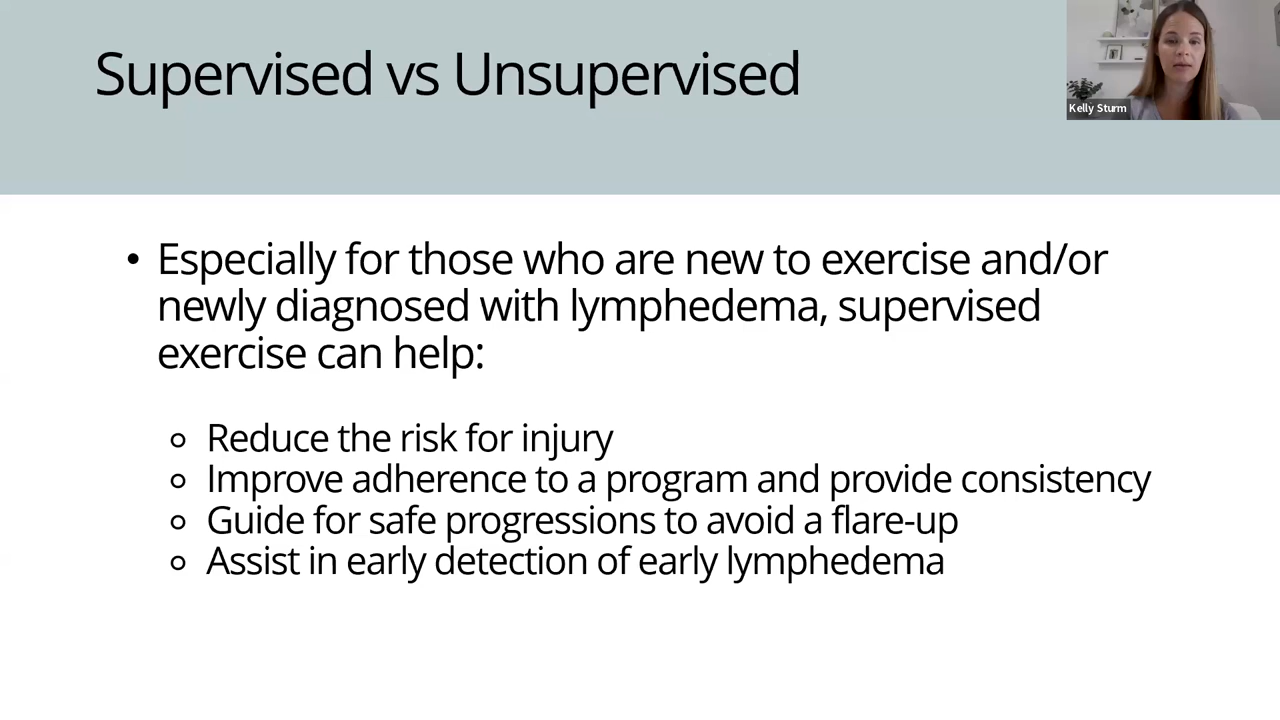 Supervised vs Unsupervised
Kelly Sturm
• Especially for those who are new to exercise and/or
newly diagnosed with lymphedema, supervised
exercise can help:
○ Reduce the risk for injury
○ Improve adherence to a program and provide consistency
○ Guide for safe progressions to avoid a flare-up
○ Assist in early detection of early lymphedema